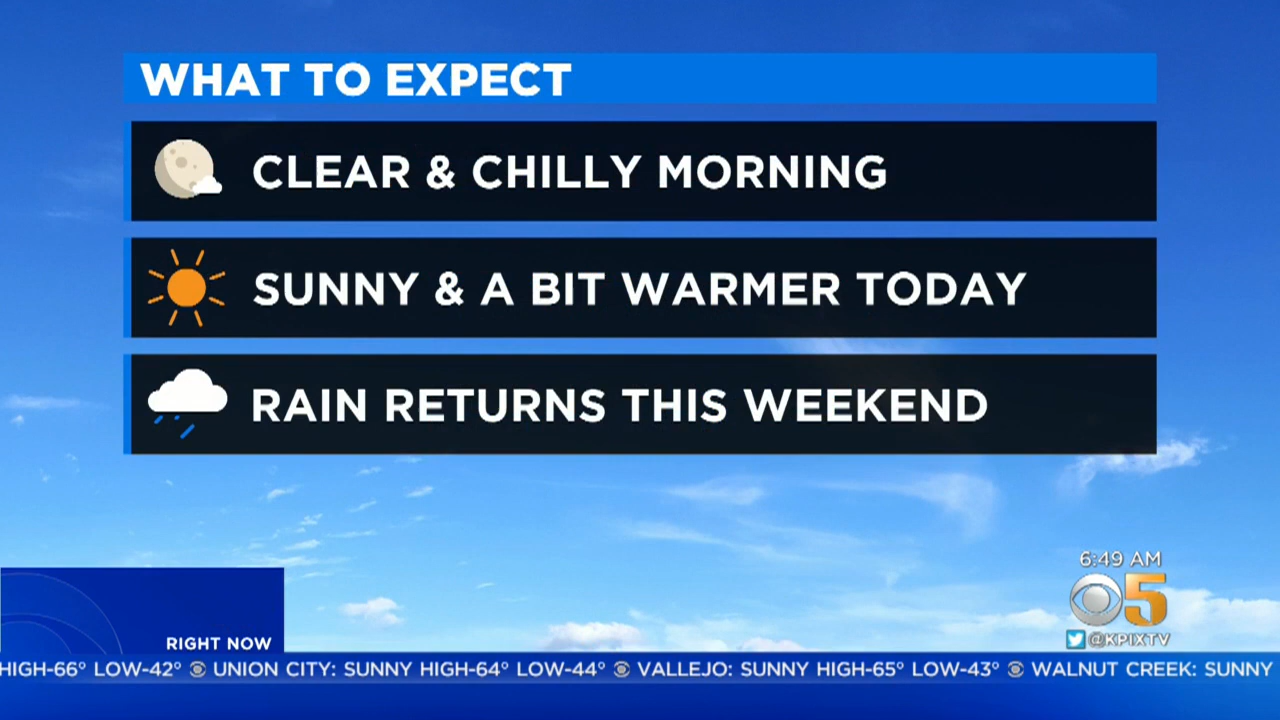 WHAT TO EXPECT
CLEAR & CHILLY MORNING
SUNNY & A BIT WARMER TODAY
RAIN RETURNS THIS WEEKEND
6:49 AM
5
@KPIXTV
RIGHT NOW
HIGH-66° LOW-42° UNION CITY: SUNNY HIGH-64° LOW-44° VALLEJO: SUNNY HIGH-65° LOW-43° WALNUT CREEK: SUNNY